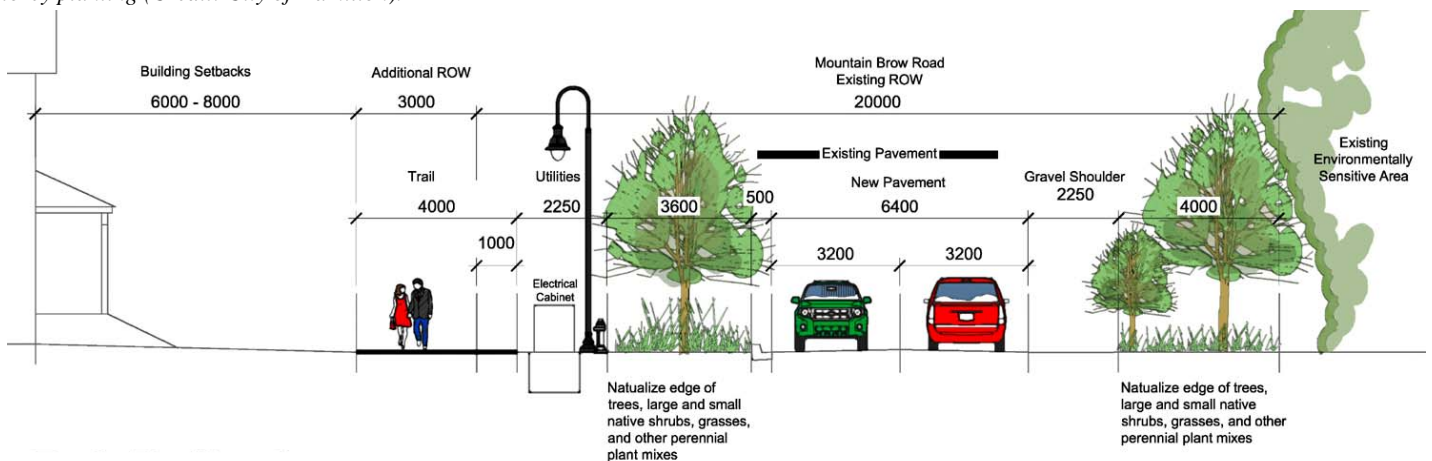 Building Setbacks
6000 - 8000
Additional ROW
3000
Mountain Brow Road
Existing ROW
20000
Existing Pavement
Existing
Environmentally
Sensitive Area
Trail
4000
1000
Utilities
2250
3600
500
New Pavement
6400
3200
3200
Gravel Shoulder
2250
4000
Electrical
Cabinet
Natualize edge of
trees, large and small
native shrubs, grasses,
and other perennial
plant mixes
Natualize edge of trees,
large and small native
shrubs, grasses, and other
perennial plant mixes